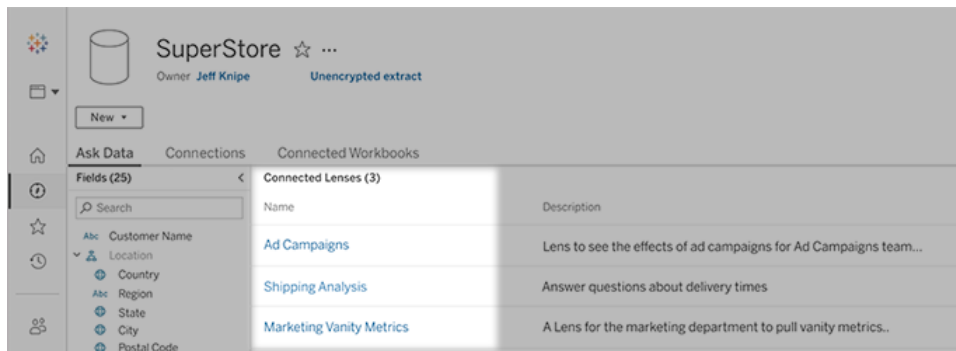 SuperStore
Owner Jeff Knipe Unencrypted extract
New
Ask Data Connections Connected Workbooks
Fields (25)
Search
Abc Customer Name
Location
Country
Abc Region
State
City
Postal Code
Connected Lenses (3)
Name Description
Ad Campaigns Lens to see the effects of ad campaigns for Ad Campaigns team...
Shipping Analysis Answer questions about delivery times
Marketing Vanity Metrics A Lens for the marketing department to pull vanity metrics..